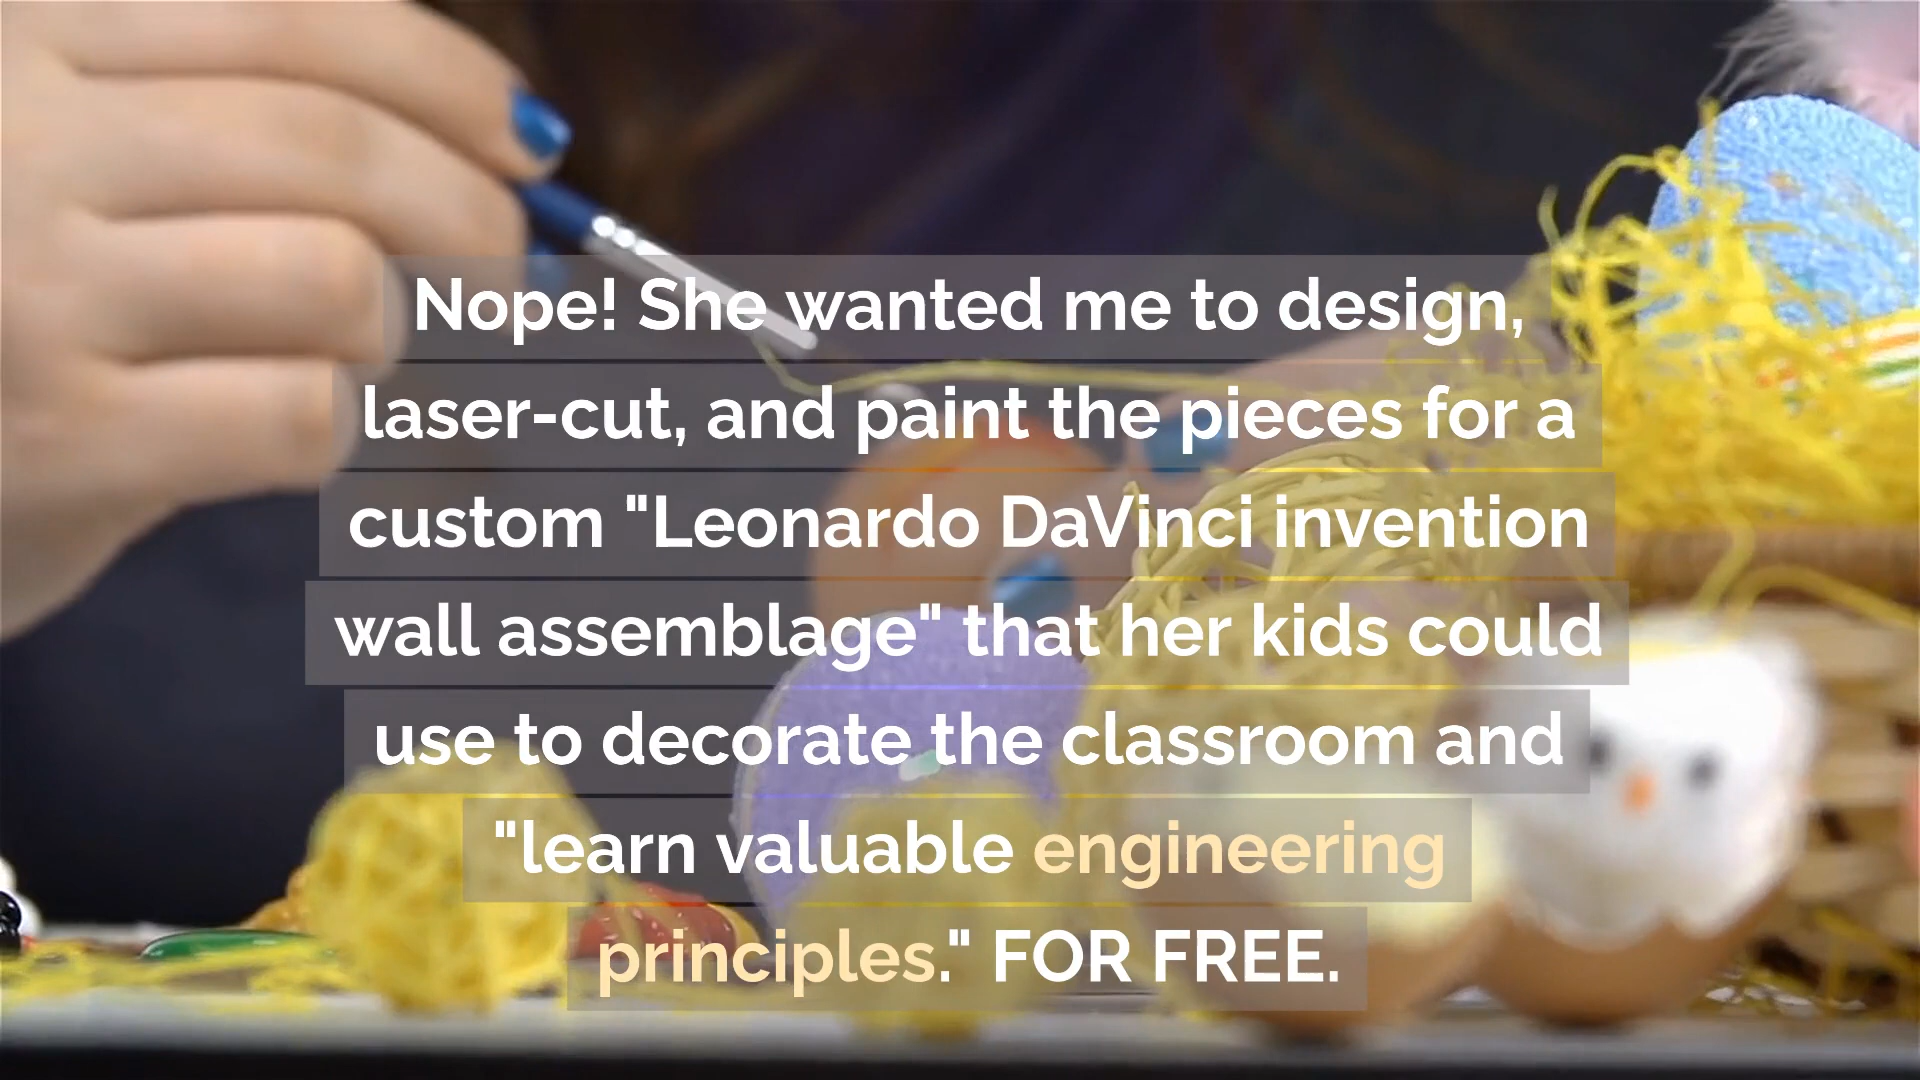 Nope! She wanted me to design,
laser-cut, and paint the pieces for a
custom "Leonardo DaVinci invention
wall assemblage" that her kids could
use to decorate the classroom and
"learn valuable engineering
principles." FOR FREE.